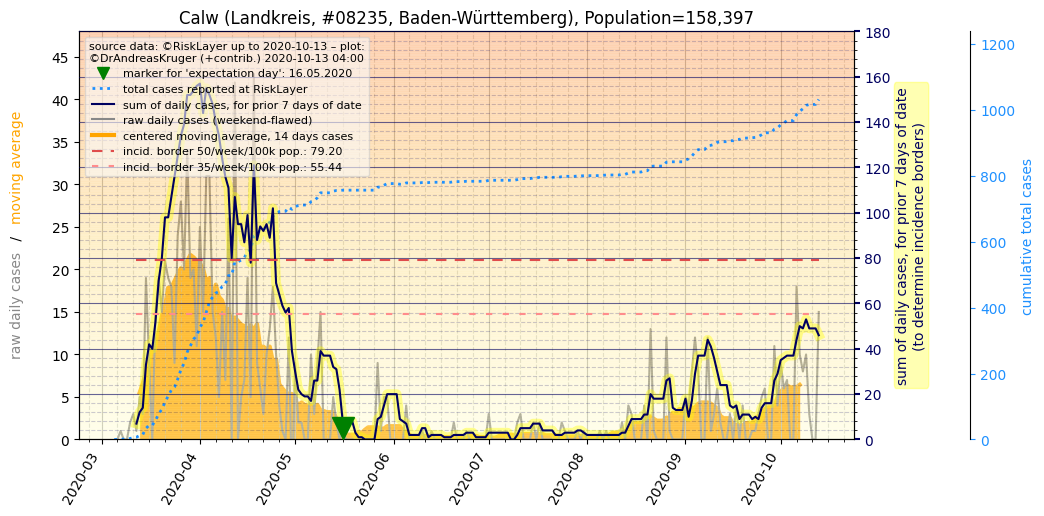 Calw (Landkreis, #08235, Baden-Württemberg), Population=158,397
source data: ©RiskLayer up to 2020-10-13 – plot:
©DrAndreasKruger (+contrib.) 2020-10-13 04:00
marker for 'expectation day': 16.05.2020
total cases reported at RiskLayer
sum of daily cases, for prior 7 days of date
raw daily cases (weekend-flawed)
centered moving average, 14 days cases
incid. border 50/week/100k pop.: 79.20
incid. border 35/week/100k pop.: 55.44
raw daily cases / moving average
45
40
35
30
25
20
15
10
5
0
180
160
140
120
100
80
60
40
20
0
sum of daily cases, for prior 7 days of date
(to determine incidence borders)
1200
1000
800
600
400
200
0
cumulative total cases
2020-03
2020-04
2020-05
2020-06
2020-07
2020-08
2020-09
2020-10